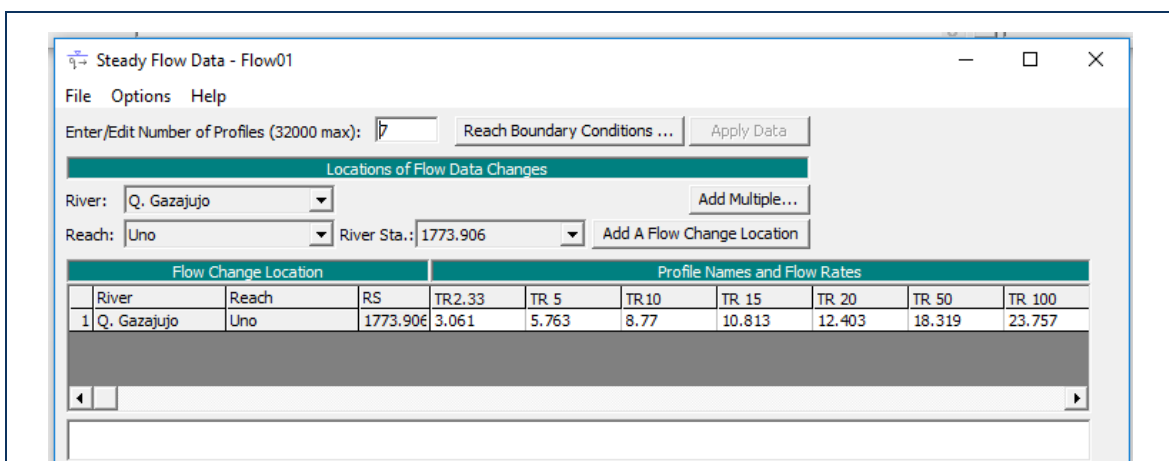 Steady Flow Data - Flow01
File Options Help
Enter/Edit Number of Profiles (32000 max): 7 Reach Boundary Conditions ... Apply Data
Locations of Flow Data Changes
River: Q. Gazajujo Add Multiple...
Reach: Uno River Sta.: 1773.906 Add A Flow Change Location
Flow Change Location Profile Names and Flow Rates
River Reach RS TR2.33 TR 5 TR10 TR 15 TR 20 TR 50 TR 100
1 Q. Gazajujo Uno 1773.906 3.061 5.763 8.77 10.813 12.403 18.319 23.757